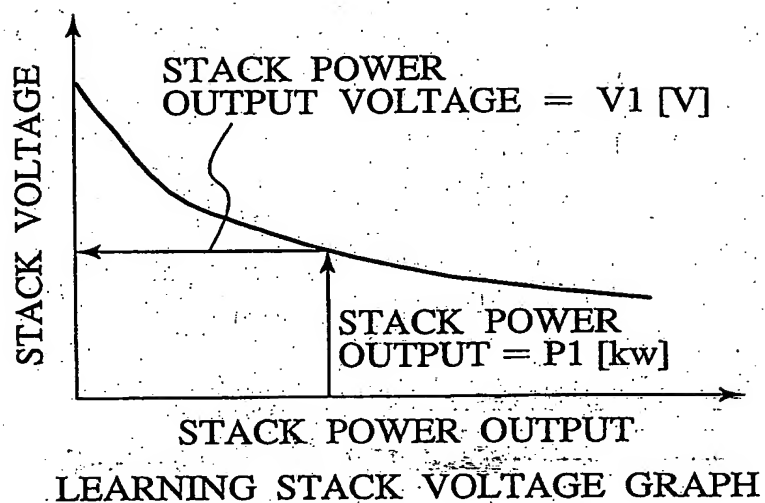 STACK POWER
OUTPUT VOLTAGE = V1 [V]
STACK VOLTAGE
STACK POWER
OUTPUT = P1 [kw]
STACK POWER OUTPUT
LEARNING STACK VOLTAGE GRAPH